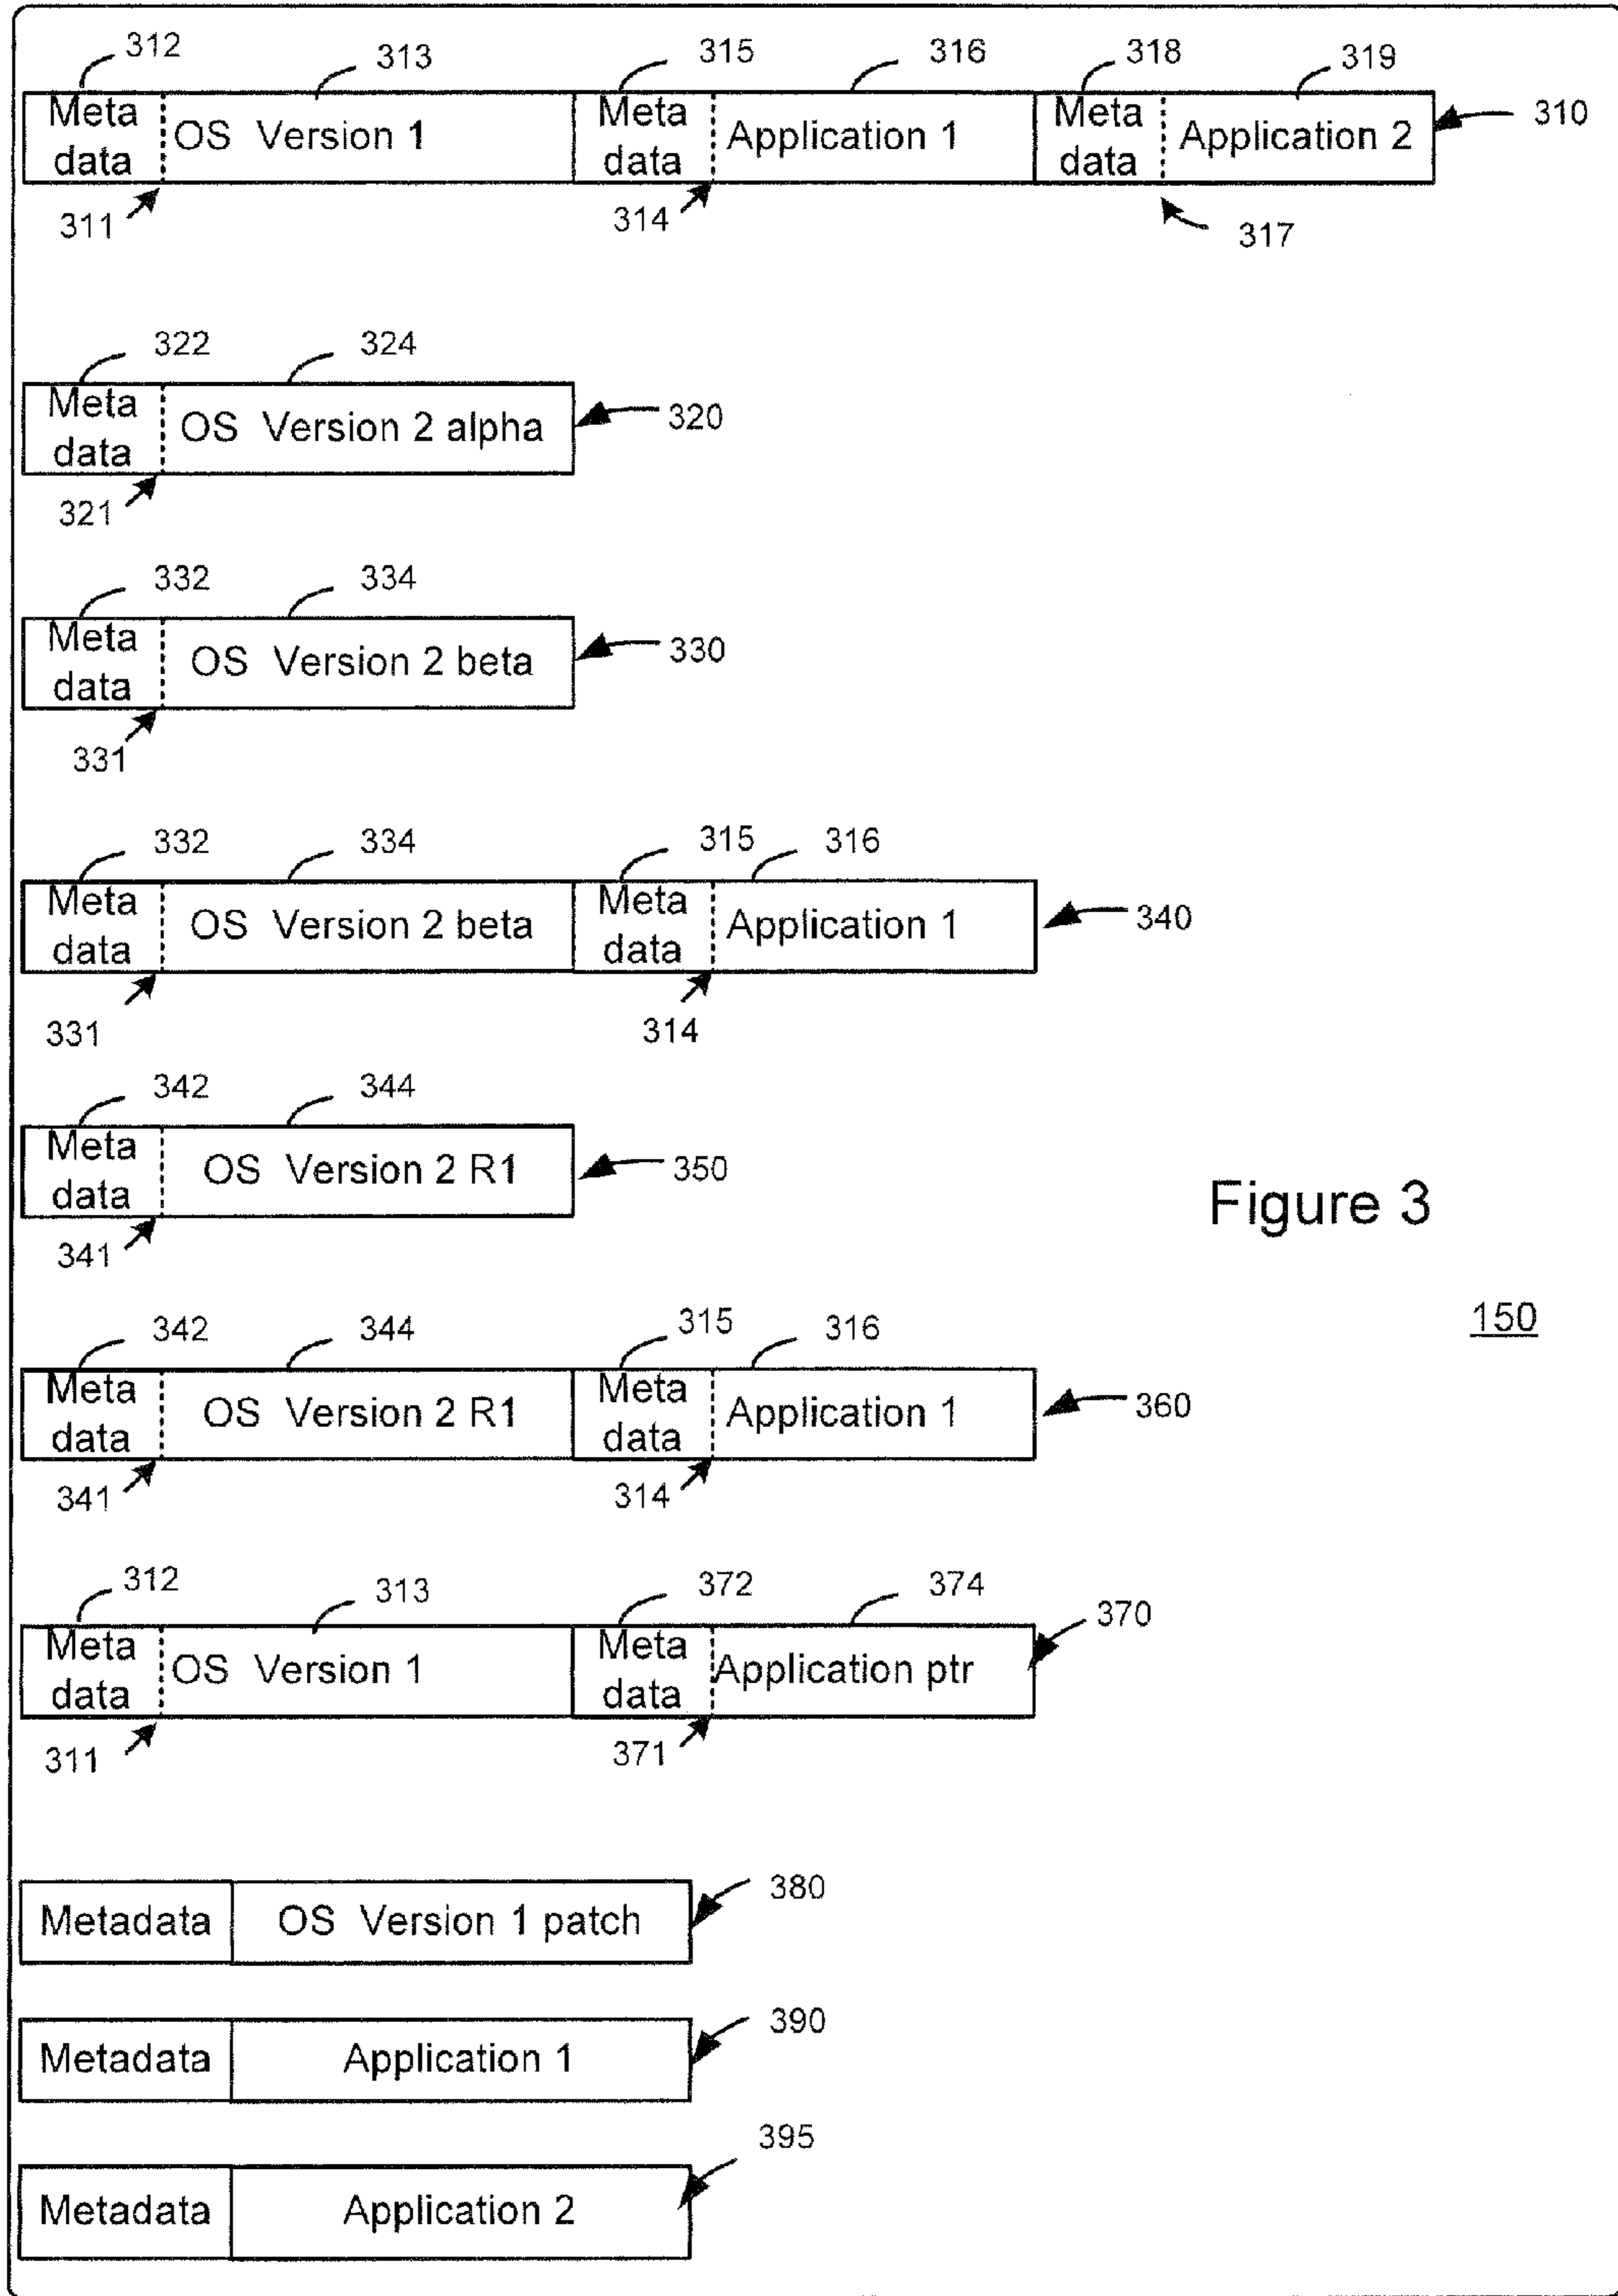 312 313 315 316 318 319
Meta data OS Version 1 Meta data Application 1 Meta data Application 2 310
311 314 317
322 324
Meta data OS Version 2 alpha 320
321
332 334
Meta data OS Version 2 beta 330
331
332 334 315 316
Meta data OS Version 2 beta Meta data Application 1 340
331 314
342 344
Meta data OS Version 2 R1 350
341
Figure 3
150
342 344 315 316
Meta data OS Version 2 R1 Meta data Application 1 360
341 314
312 313 372 374
Meta data OS Version 1 Meta data Application ptr 370
311 371
Metadata OS Version 1 patch 380
Metadata Application 1 390
Metadata Application 2 395